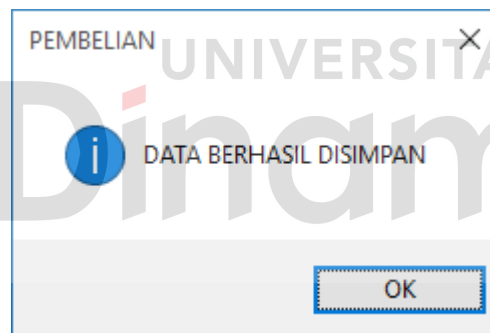 PEMBELIAN
UNIVERSITA
Dinam
i DATA BERHASIL DISIMPAN
OK